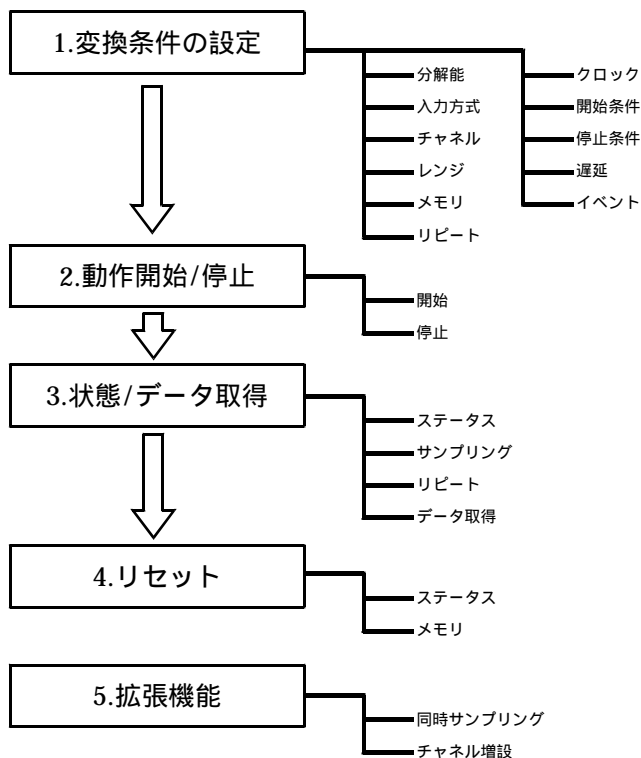 1.変換条件の設定
分解能
入力方式
チャネル
レンジ
メモリ
リピート
クロック
開始条件
停止条件
遅延
イベント
2.動作開始/停止
開始
停止
3.状態/データ取得
ステータス
サンプリング
リピート
データ取得
4.リセット
ステータス
メモリ
5.拡張機能
同時サンプリング
チャネル増設